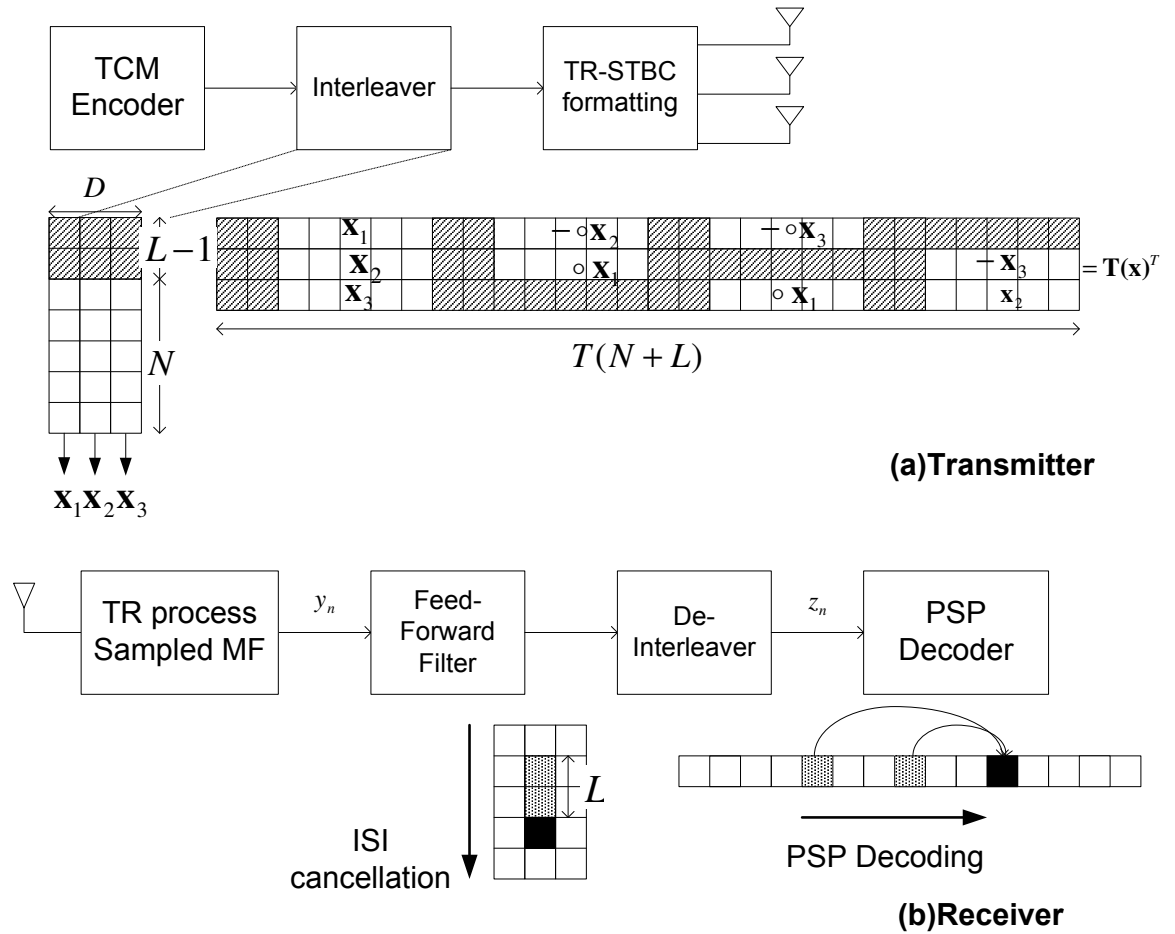 TCM
Encoder
Interleaver
TR-STBC
formatting
D
L−1
N
x₁ x₂ x₃
x₁
−∘x₂
−∘x₃
x₂
∘x₁
−x₃
x₃
∘x₁
x₂
= T(x)ᵀ
T(N + L)
(a)Transmitter
TR process
Sampled MF
yₙ
Feed-
Forward
Filter
De-
Interleaver
zₙ
PSP
Decoder
L
ISI
cancellation
PSP Decoding
(b)Receiver